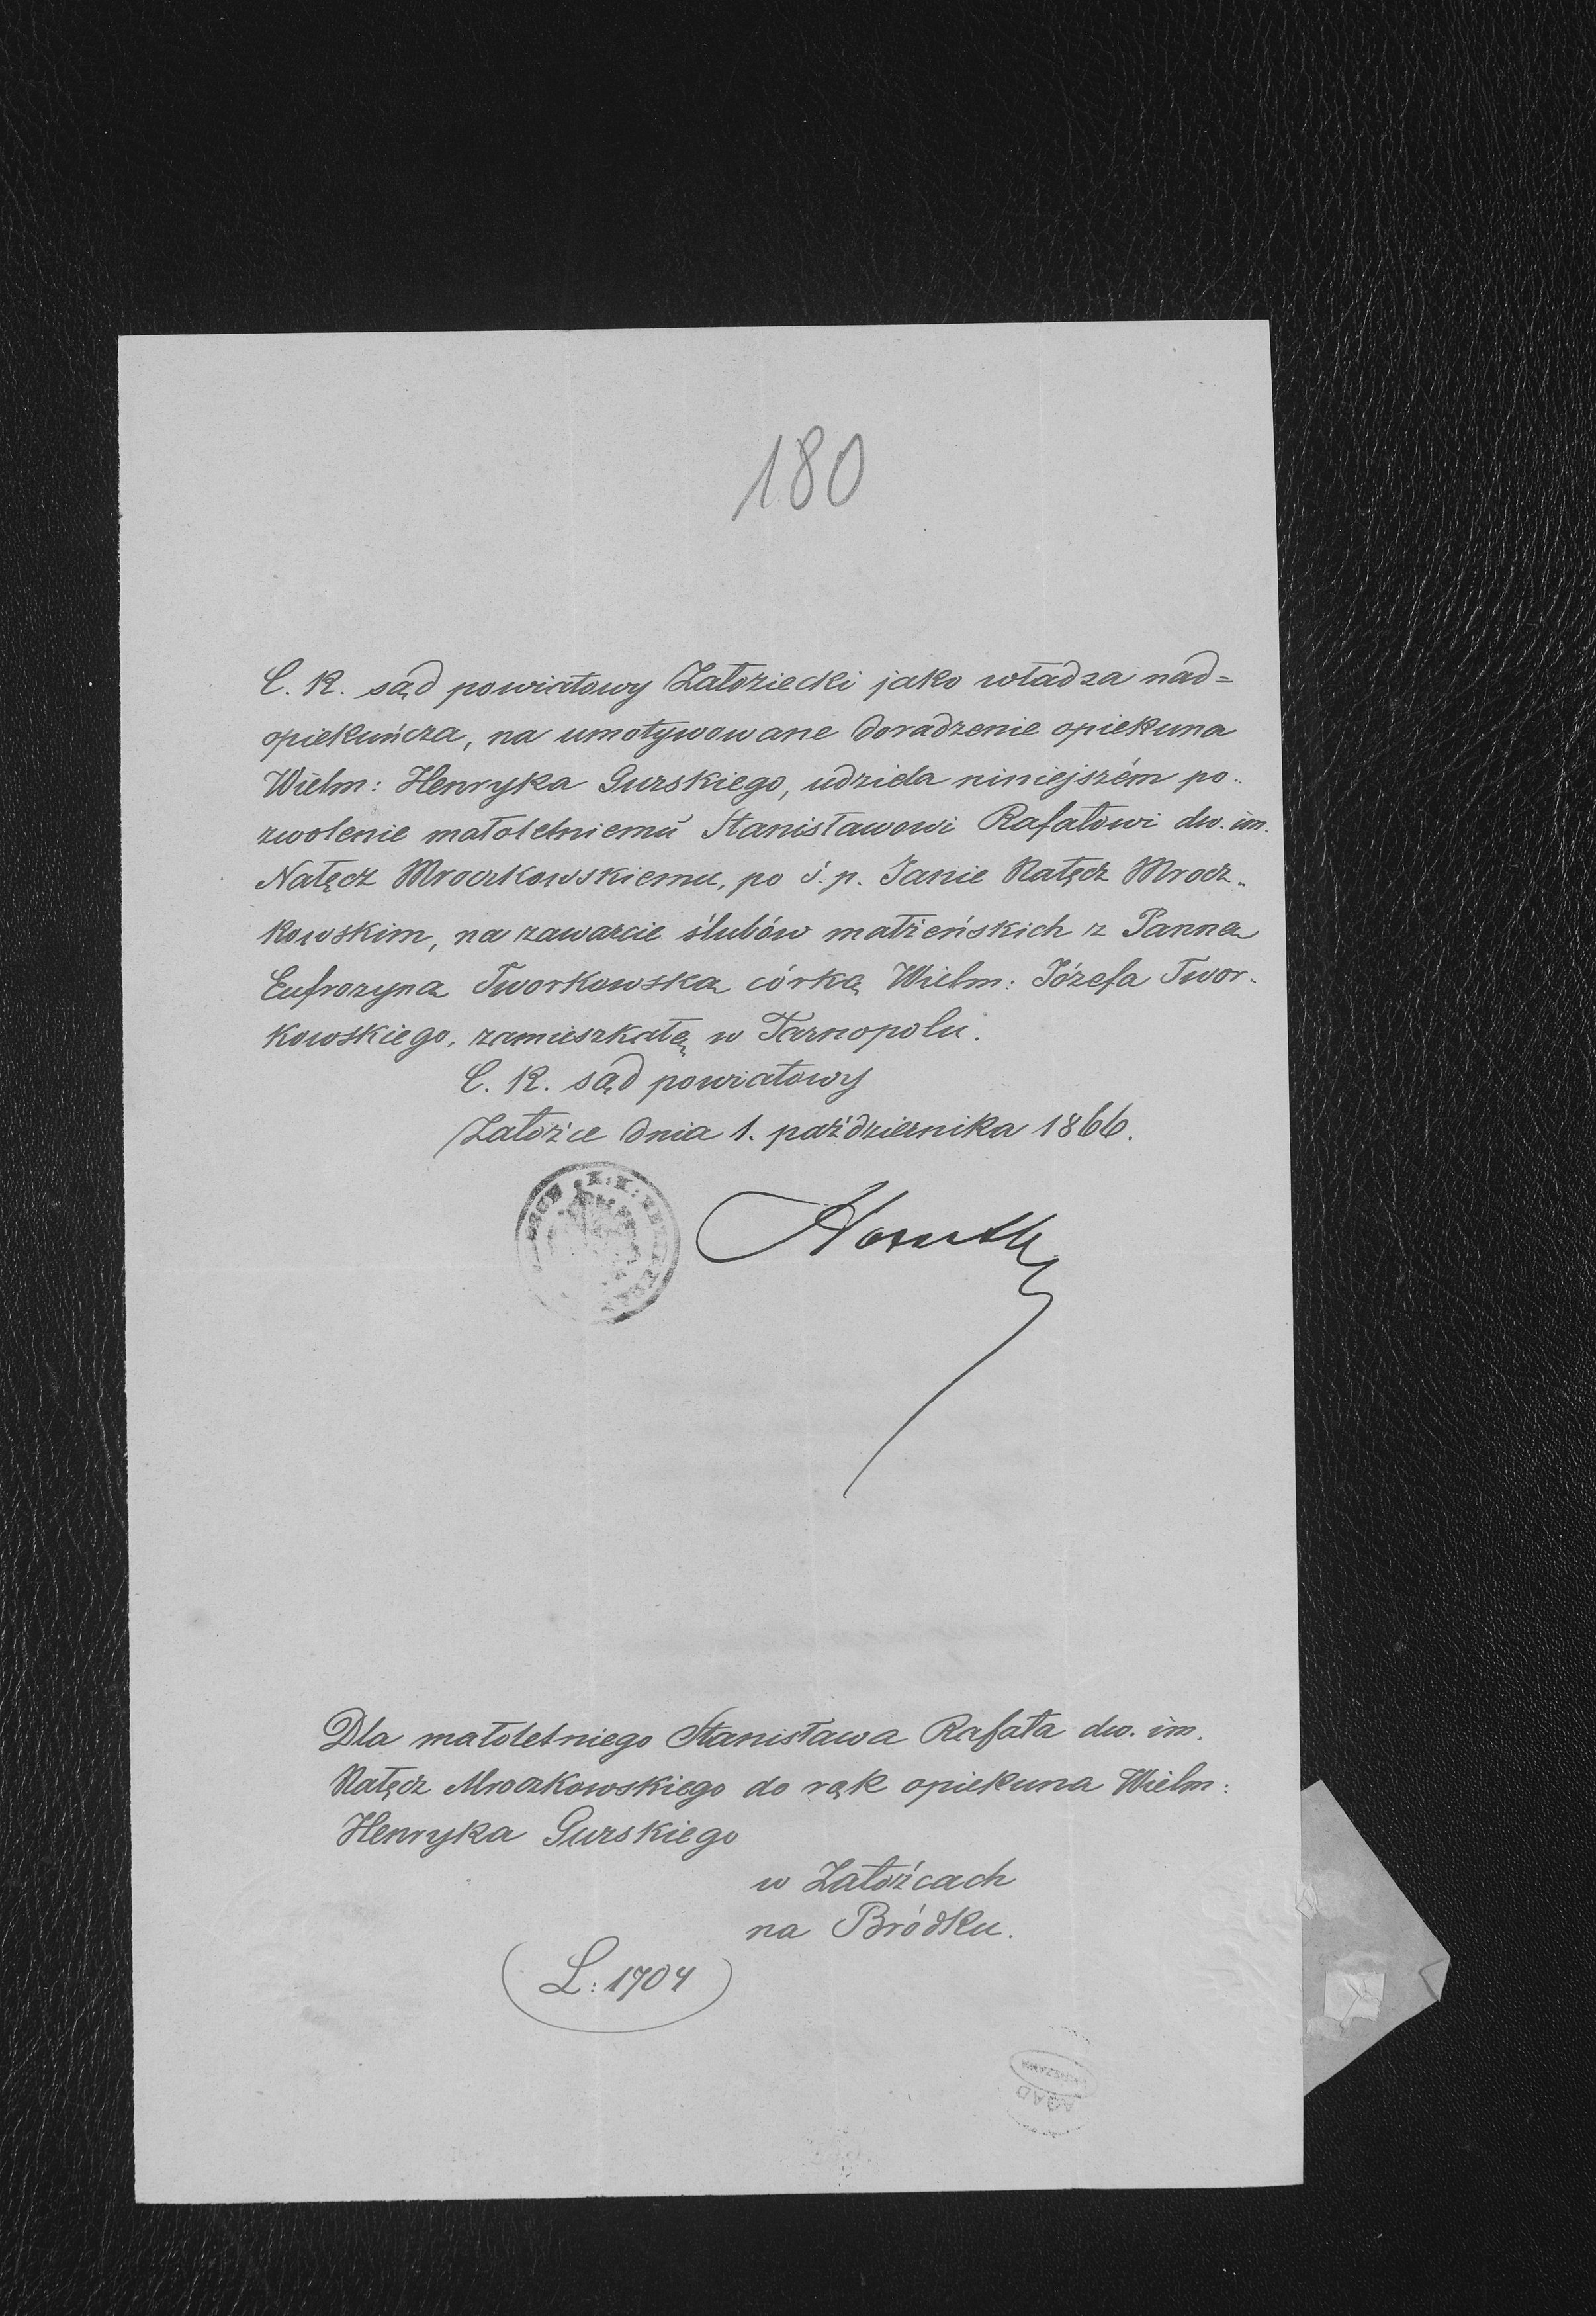 180
C. K. sąd powiatowy Załoziecki jako władza nad=
opiekuńcza, na umotywowane doradzenie opiekuna
Wielm: Henryka Gurskiego, udziela niniejszém po„
zwolenie małoletniemu Stanisławowi Rafałowi dw. im.
Nałęcz Mroczkowskiemu, po ś. p. Janie Nałęcz Mrocz„
kowskim, na zawarcie ślubów małżeńskich z Panną
Eufrozyną Tworkowską córką Wielm: Józefa Twor„
kowskiego, zamieszkałą w Tarnopolu.
C. K. sąd powiatowy
Załoźce dnia 1. października 1866.
K. K.
Dla małoletniego Stanisława Rafała dw. im.
Nałęcz Mroczkowskiego do rąk opiekuna Wielm:
Henryka Gurskiego
w Załoźcach
na Bródku.
L: 1704
WARSZAWA
AGAD